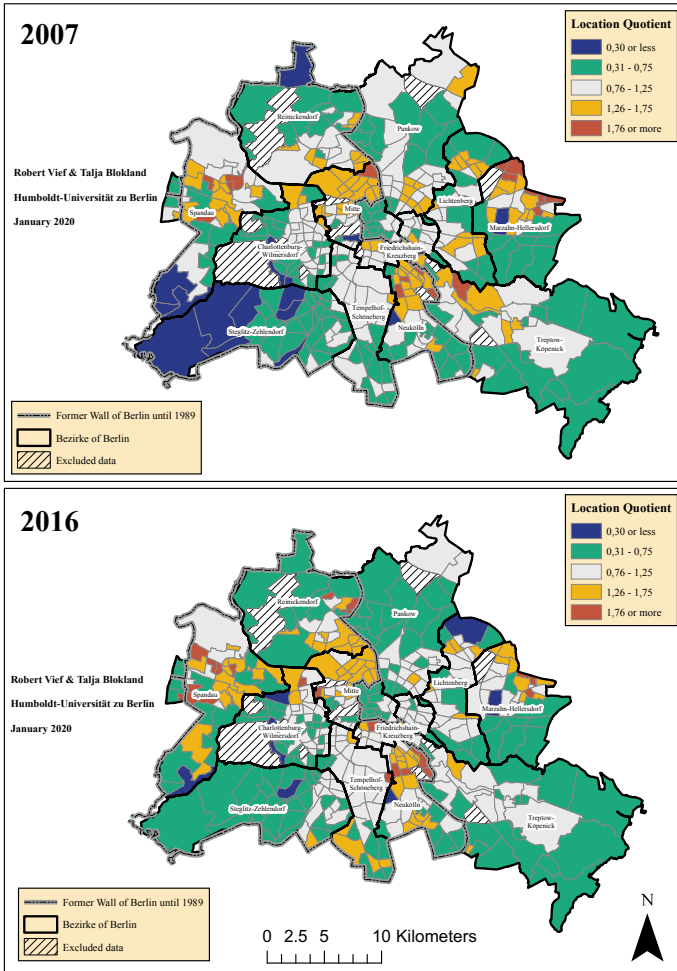 2007
Location Quotient
0,30 or less
0,31 - 0,75
0,76 - 1,25
1,26 - 1,75
1,76 or more
Reinickendorf
Pankow
Robert Vief & Talja Blokland
Humboldt-Universität zu Berlin
January 2020
Spandau
Mitte
Lichtenberg
Marzahn-Hellersdorf
Charlottenburg-
Wilmersdorf
Friedrichshain-
Kreuzberg
Tempelhof-
Schöneberg
Neukölln
Steglitz-Zehlendorf
Treptow-
Köpenick
Former Wall of Berlin until 1989
Bezirke of Berlin
Excluded data
2016
Location Quotient
0,30 or less
0,31 - 0,75
0,76 - 1,25
1,26 - 1,75
1,76 or more
Reinickendorf
Pankow
Robert Vief & Talja Blokland
Humboldt-Universität zu Berlin
January 2020
Spandau
Mitte
Lichtenberg
Marzahn-Hellersdorf
Charlottenburg-
Wilmersdorf
Friedrichshain-
Kreuzberg
Tempelhof-
Schöneberg
Neukölln
Steglitz-Zehlendorf
Treptow-
Köpenick
Former Wall of Berlin until 1989
Bezirke of Berlin
Excluded data
N
0 2.5 5 10 Kilometers